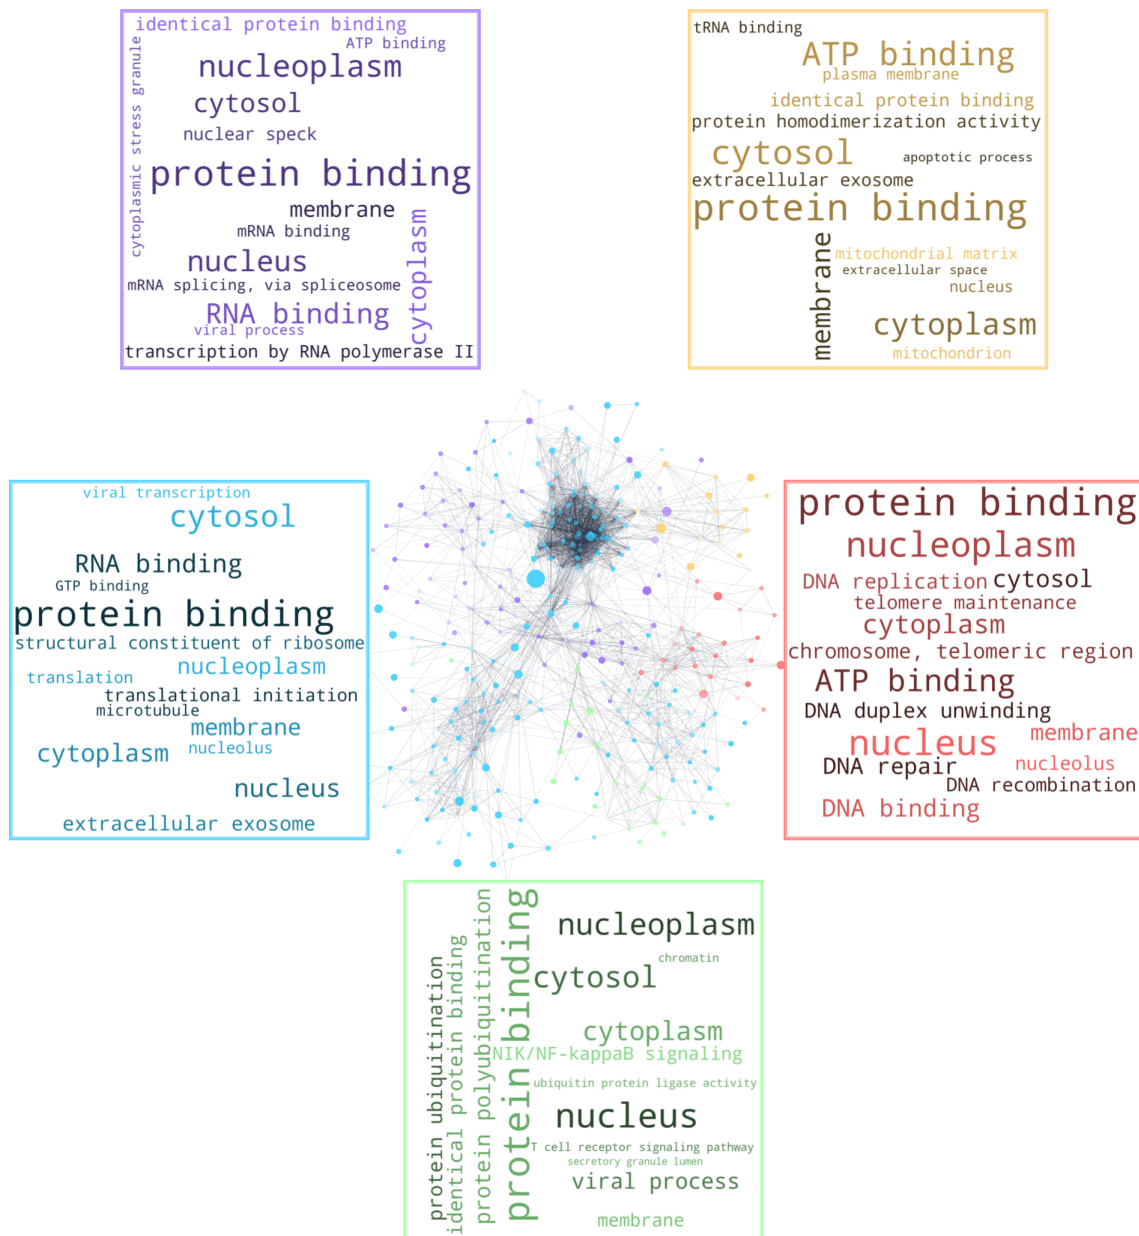 identical protein binding
ATP binding
nucleoplasm
cytosol
nuclear speck
cytoplasmic stress granule
protein binding
membrane
mRNA binding
cytoplasm
nucleus
mRNA splicing, via spliceosome
RNA binding
viral process
transcription by RNA polymerase II
tRNA binding
ATP binding
plasma membrane
identical protein binding
protein homodimerization activity
cytosol
apoptotic process
extracellular exosome
protein binding
membrane
mitochondrial matrix
extracellular space
nucleus
cytoplasm
mitochondrion
viral transcription
cytosol
RNA binding
GTP binding
protein binding
structural constituent of ribosome
nucleoplasm
translation
translational initiation
microtubule
membrane
cytoplasm
nucleolus
nucleus
extracellular exosome
protein binding
nucleoplasm
DNA replication
cytosol
telomere maintenance
cytoplasm
chromosome, telomeric region
ATP binding
DNA duplex unwinding
nucleus
membrane
DNA repair
nucleolus
DNA recombination
DNA binding
protein ubiquitination
identical protein binding
protein polyubiquitination
protein binding
nucleoplasm
chromatin
cytosol
cytoplasm
NIK/NF-kappaB signaling
ubiquitin protein ligase activity
nucleus
T cell receptor signaling pathway
secretory granule lumen
viral process
membrane